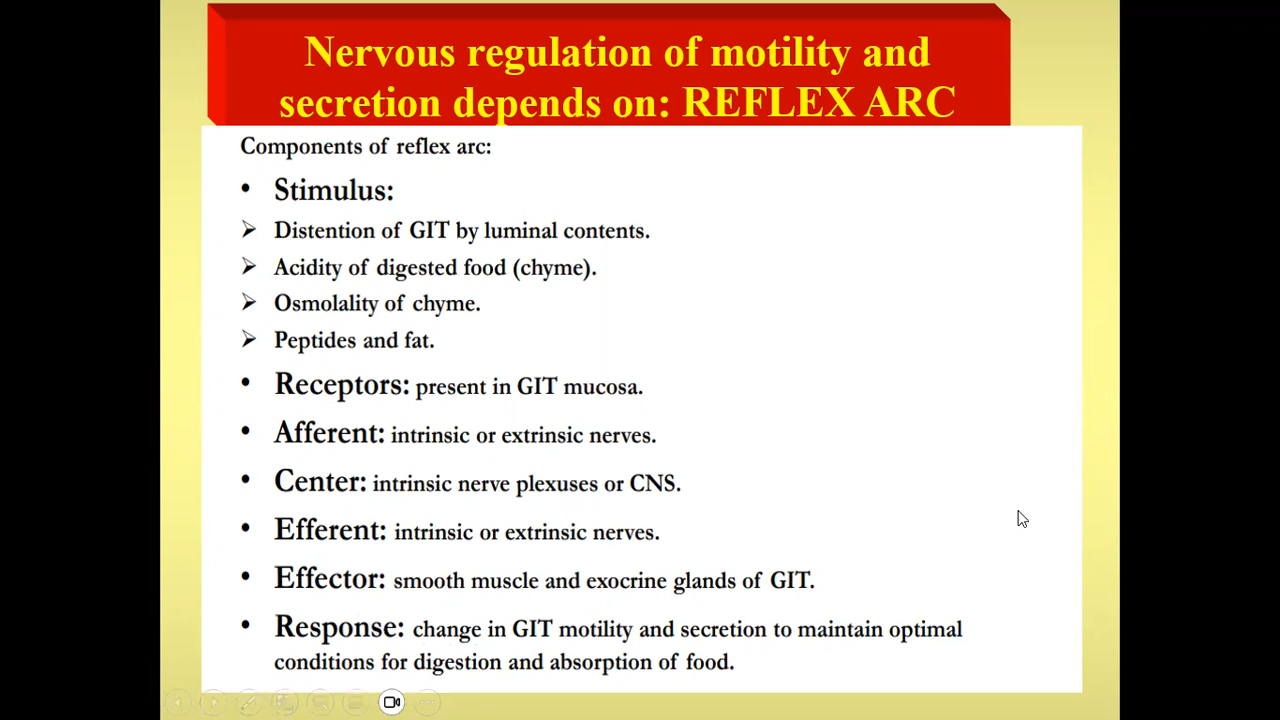 Nervous regulation of motility and
secretion depends on: REFLEX ARC
Components of reflex arc:
• Stimulus:
➢ Distention of GIT by luminal contents.
➢ Acidity of digested food (chyme).
➢ Osmolality of chyme.
➢ Peptides and fat.
• Receptors: present in GIT mucosa.
• Afferent: intrinsic or extrinsic nerves.
• Center: intrinsic nerve plexuses or CNS.
• Efferent: intrinsic or extrinsic nerves.
• Effector: smooth muscle and exocrine glands of GIT.
• Response: change in GIT motility and secretion to maintain optimal
conditions for digestion and absorption of food.